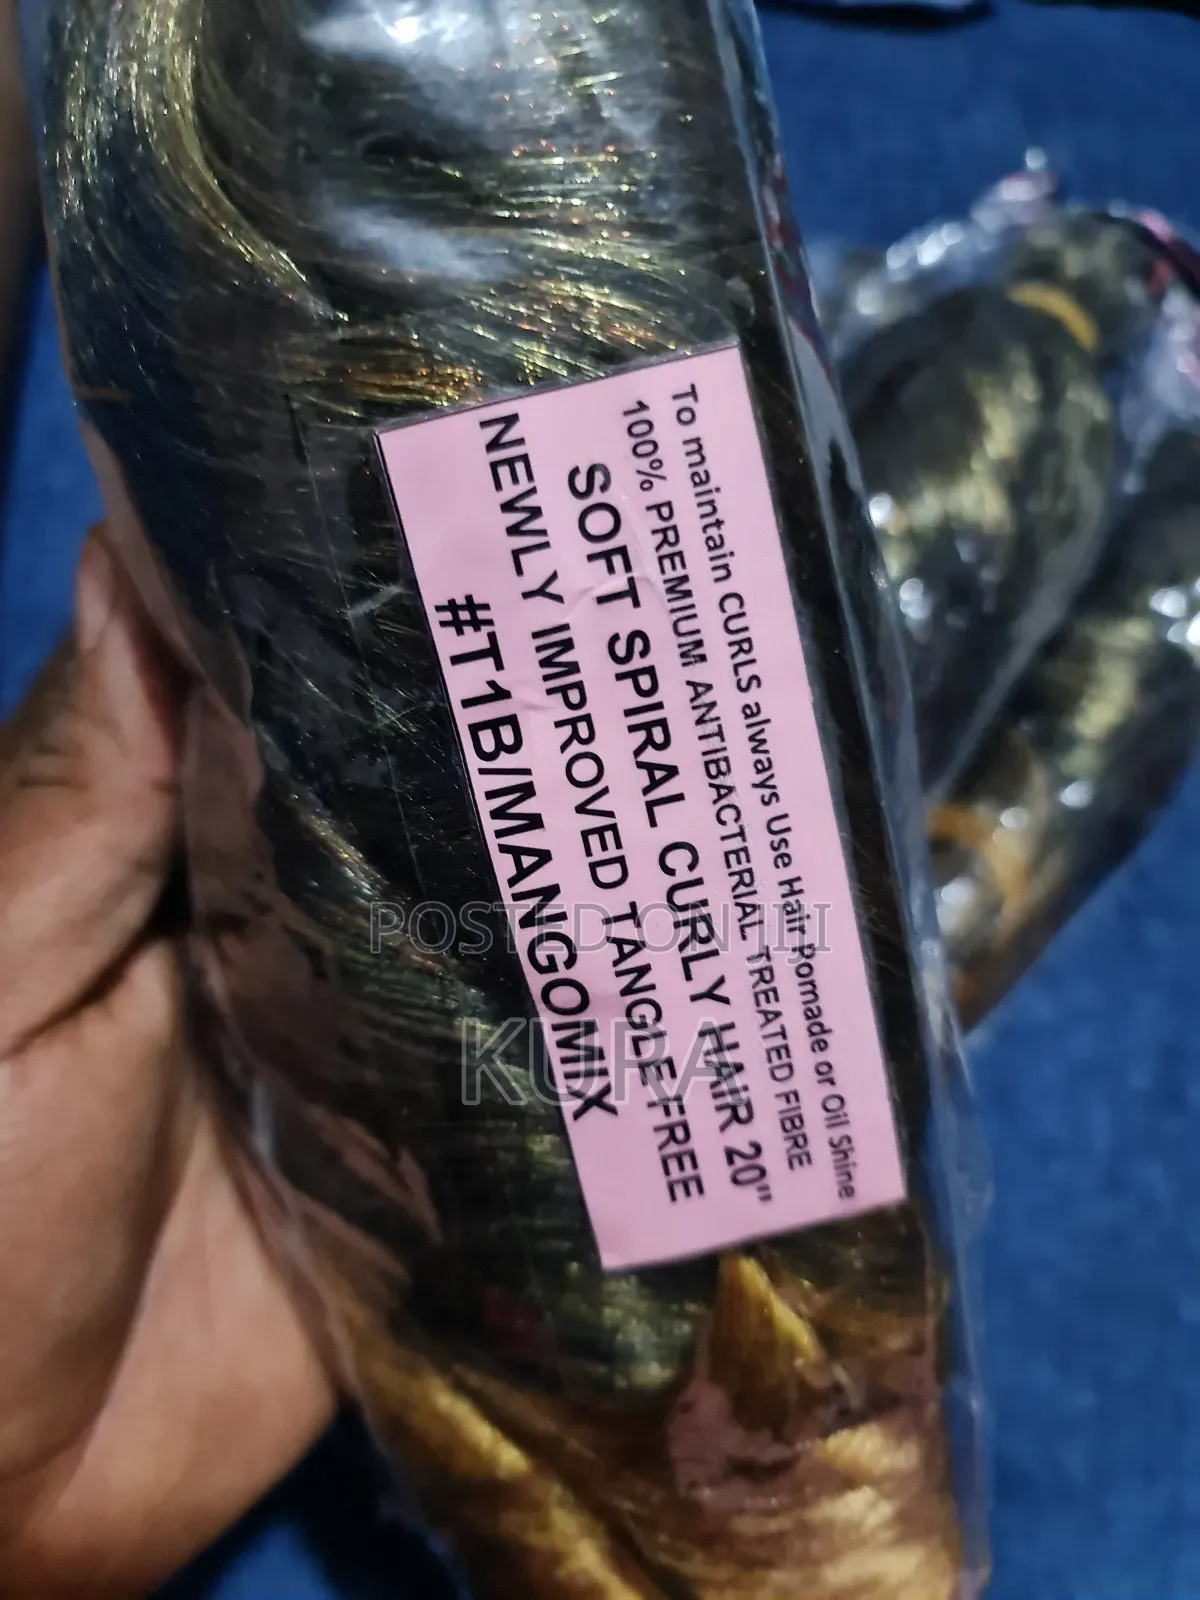 To maintain CURLS always Use Hair Pomade or Oil Shine
100% PREMIUM ANTIBACTERIAL TREATED FIBRE
SOFT SPIRAL CURLY HAIR 20"
NEWLY IMPROVED TANGLE FREE
#T1B/MANGOMIX
POSTED ON JIJI
KUPA